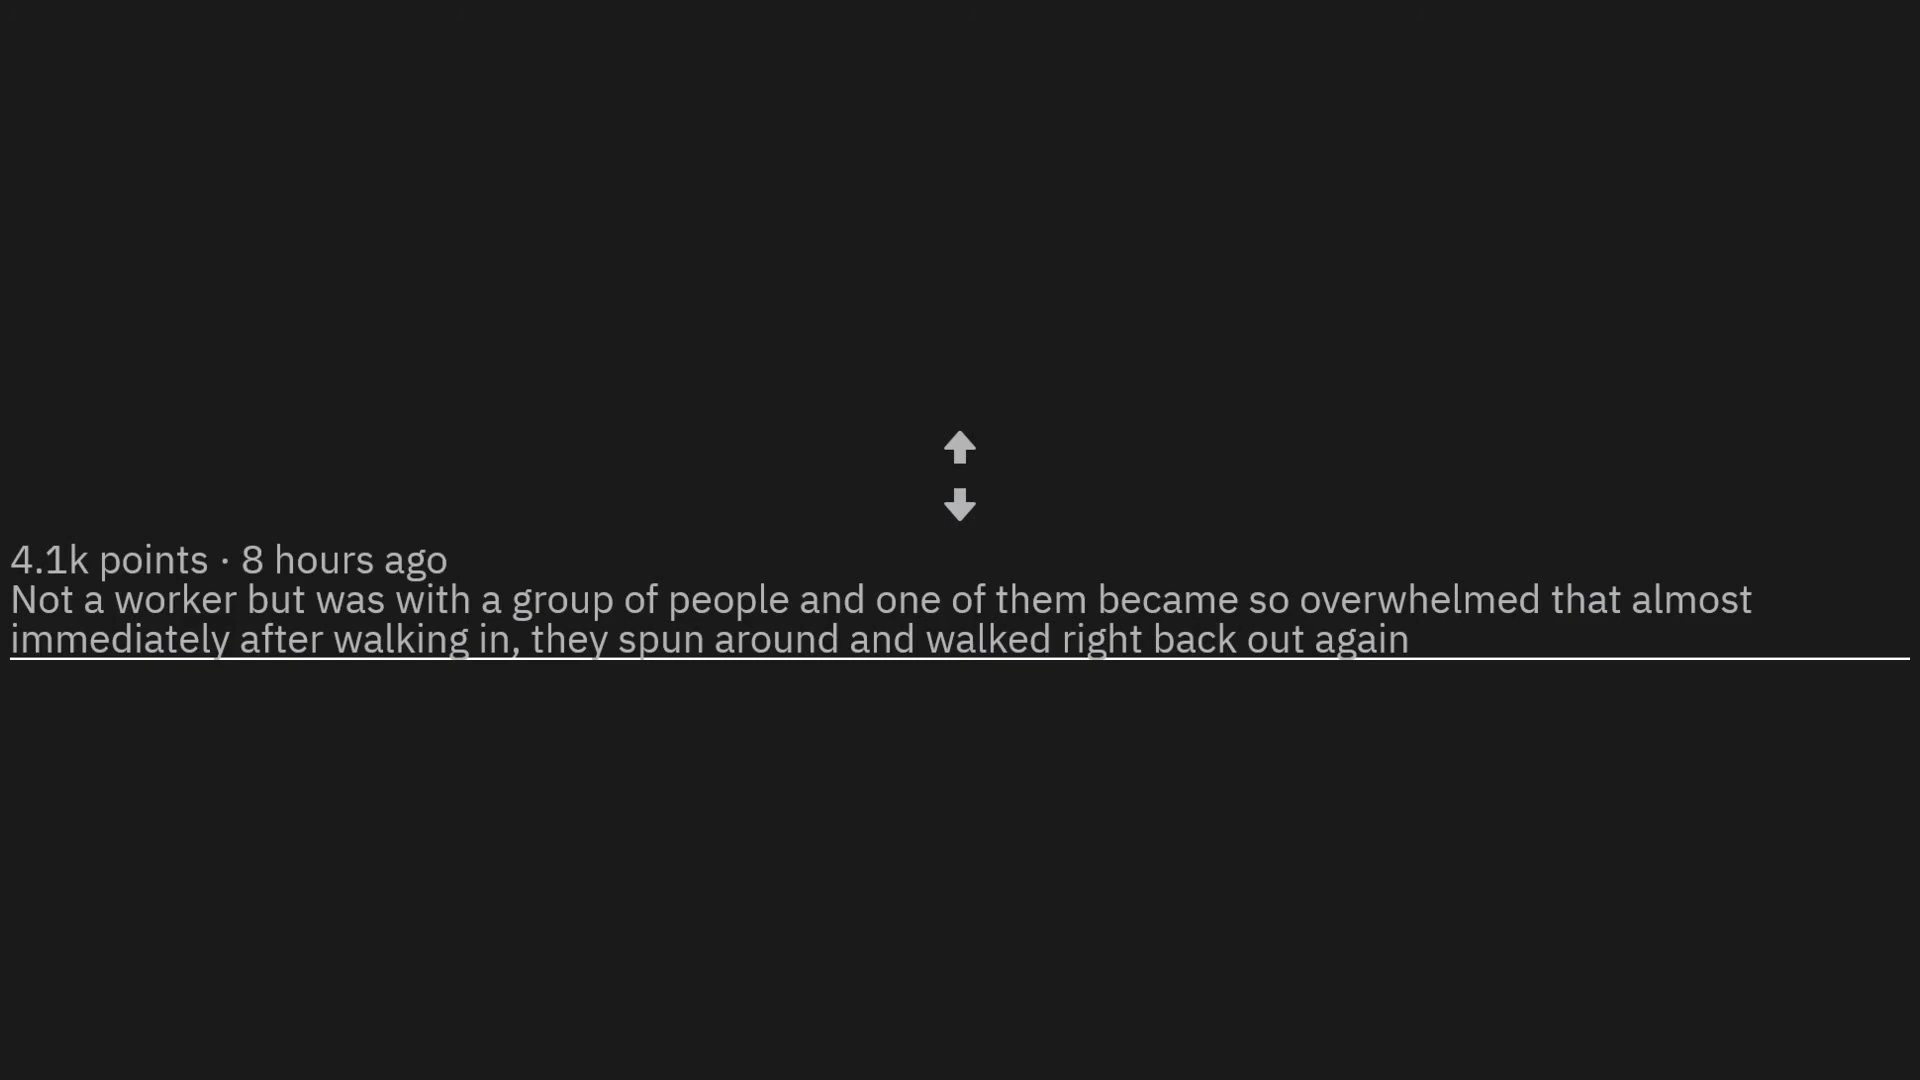 4.1k points · 8 hours ago
Not a worker but was with a group of people and one of them became so overwhelmed that almost
immediately after walking in, they spun around and walked right back out again